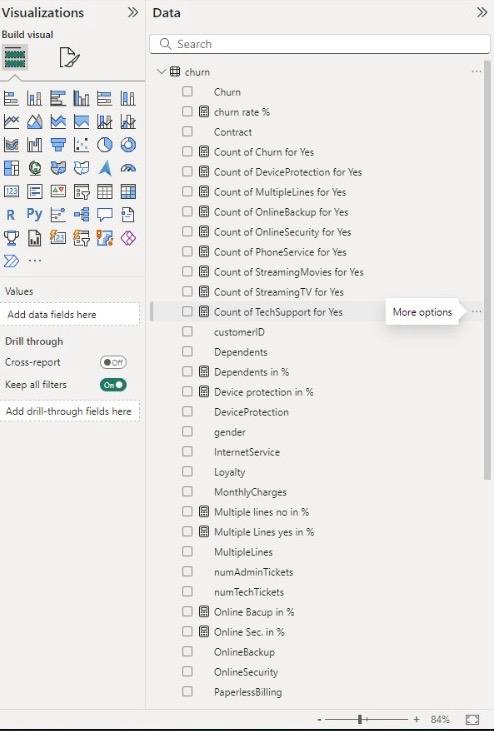 Visualizations
Build visual
123
R
Py
123
...
Values
Add data fields here
Drill through
Cross-report
Off
Keep all filters
On
Add drill-through fields here
Data
Search
churn
...
Churn
churn rate %
Contract
Count of Churn for Yes
Count of DeviceProtection for Yes
Count of MultipleLines for Yes
Count of OnlineBackup for Yes
Count of OnlineSecurity for Yes
Count of PhoneService for Yes
Count of StreamingMovies for Yes
Count of StreamingTV for Yes
Count of TechSupport for Yes
More options
...
customerID
Dependents
Dependents in %
Device protection in %
DeviceProtection
gender
InternetService
Loyalty
MonthlyCharges
Multiple lines no in %
Multiple Lines yes in %
MultipleLines
numAdminTickets
numTechTickets
Online Bacup in %
Online Sec. in %
OnlineBackup
OnlineSecurity
PaperlessBilling
- + 84%